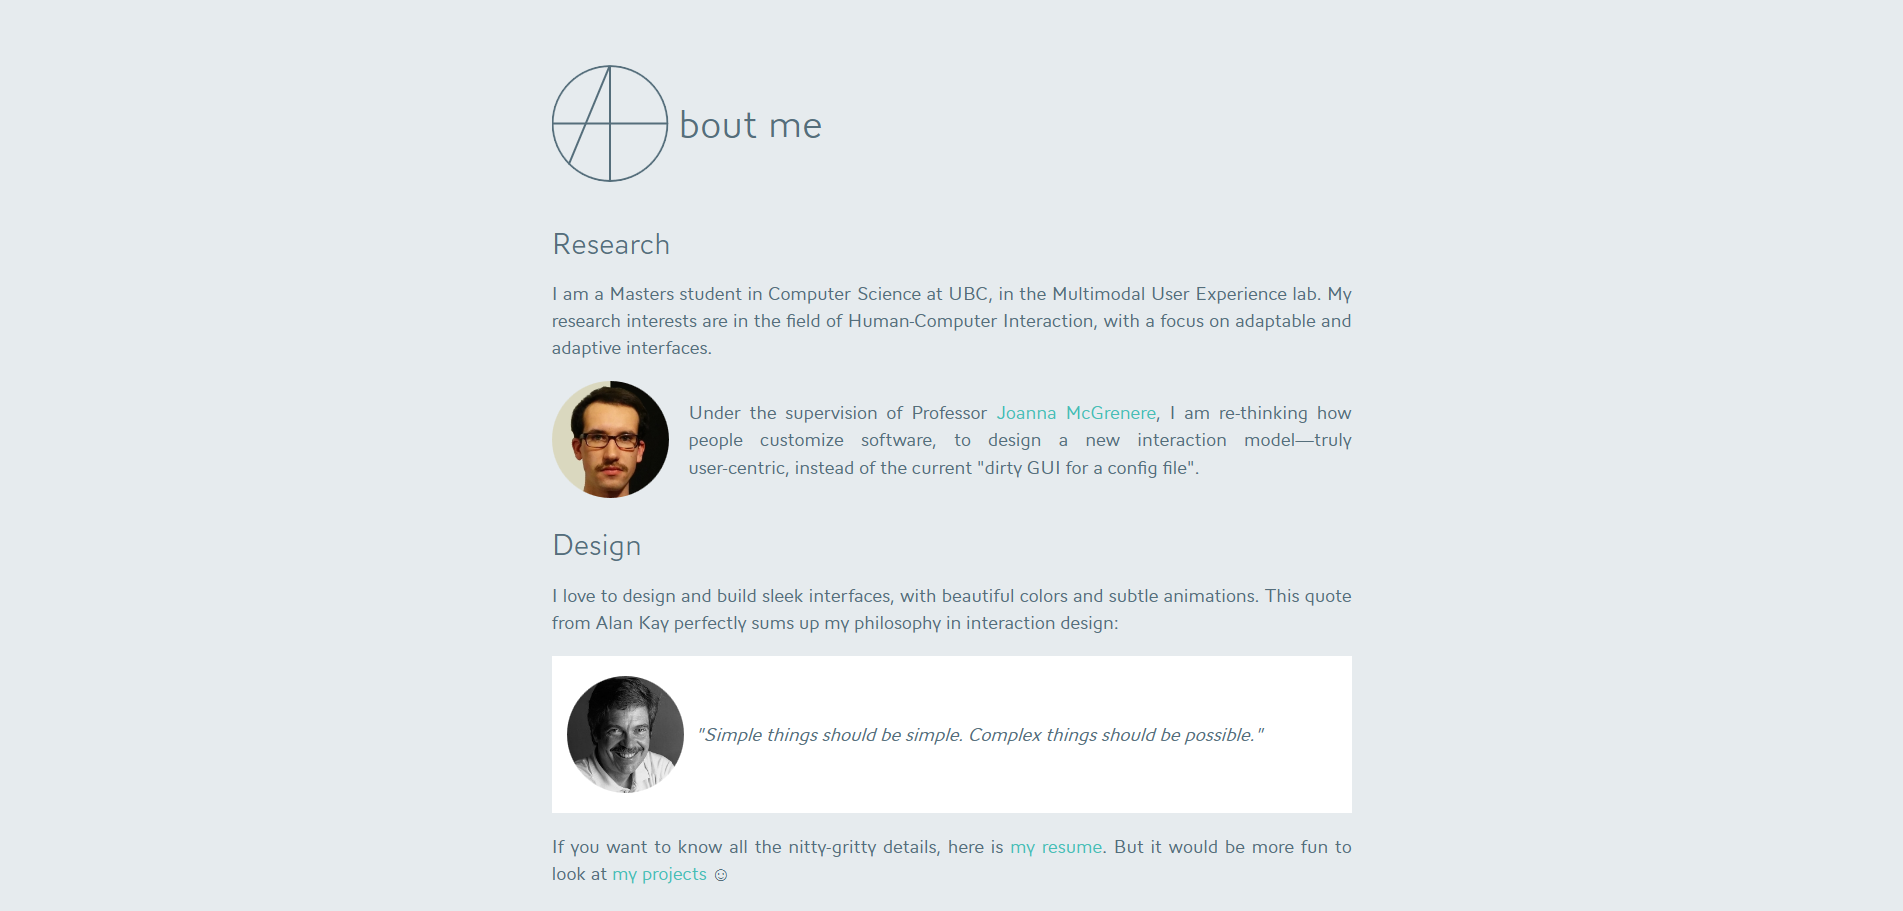 About me
Research
I am a Masters student in Computer Science at UBC, in the Multimodal User Experience lab. My
research interests are in the field of Human-Computer Interaction, with a focus on adaptable and
adaptive interfaces.
Under the supervision of Professor Joanna McGrenere, I am re-thinking how
people customize software, to design a new interaction model—truly
user-centric, instead of the current "dirty GUI for a config file".
Design
I love to design and build sleek interfaces, with beautiful colors and subtle animations. This quote
from Alan Kay perfectly sums up my philosophy in interaction design:
"Simple things should be simple. Complex things should be possible."
If you want to know all the nitty-gritty details, here is my resume. But it would be more fun to
look at my projects ☺